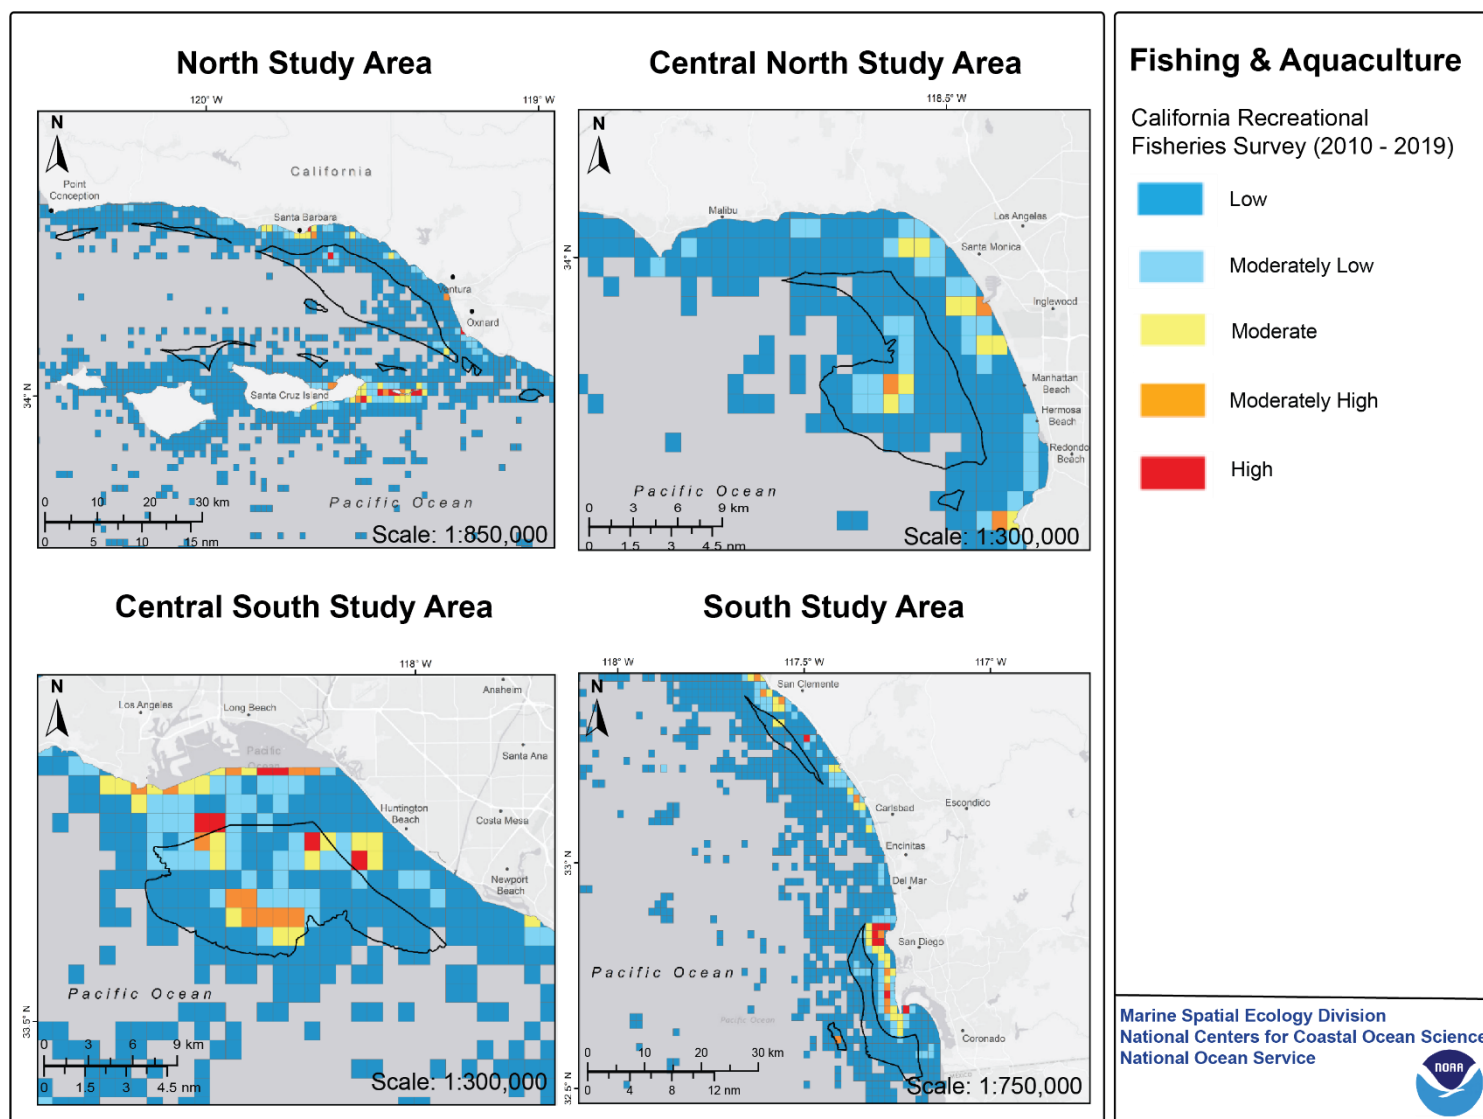 North Study Area
120° W
119° W
N
California
Point
Conception
Santa Barbara
Ventura
Oxnard
34° N
Santa Cruz Island
Pacific Ocean
0 10 20 30 km
0 5 10 15 nm
Scale: 1:850,000
Central North Study Area
118.5° W
N
Malibu
Los Angeles
Santa Monica
34° N
Inglewood
Manhattan
Beach
Hermosa
Beach
Redondo
Beach
Pacific Ocean
0 3 6 9 km
0 1.5 3 4.5 nm
Scale: 1:300,000
Central South Study Area
118° W
N
Anaheim
Los Angeles
Long Beach
Pacific
Ocean
Santa Ana
Huntington
Beach
Costa Mesa
Newport
Beach
Pacific Ocean
33.5° N
0 3 6 9 km
0 1.5 3 4.5 nm
Scale: 1:300,000
South Study Area
118° W
117.5° W
117° W
N
San Clemente
Carlsbad
Escondido
33° N
Encinitas
Del Mar
San Diego
Pacific Ocean
Pacific Ocean
Coronado
0 10 20 30 km
0 4 8 12 nm
32.5° N
Scale: 1:750,000
Fishing & Aquaculture
California Recreational
Fisheries Survey (2010 - 2019)
Low
Moderately Low
Moderate
Moderately High
High
Marine Spatial Ecology Division
National Centers for Coastal Ocean Science
National Ocean Service
NOAA